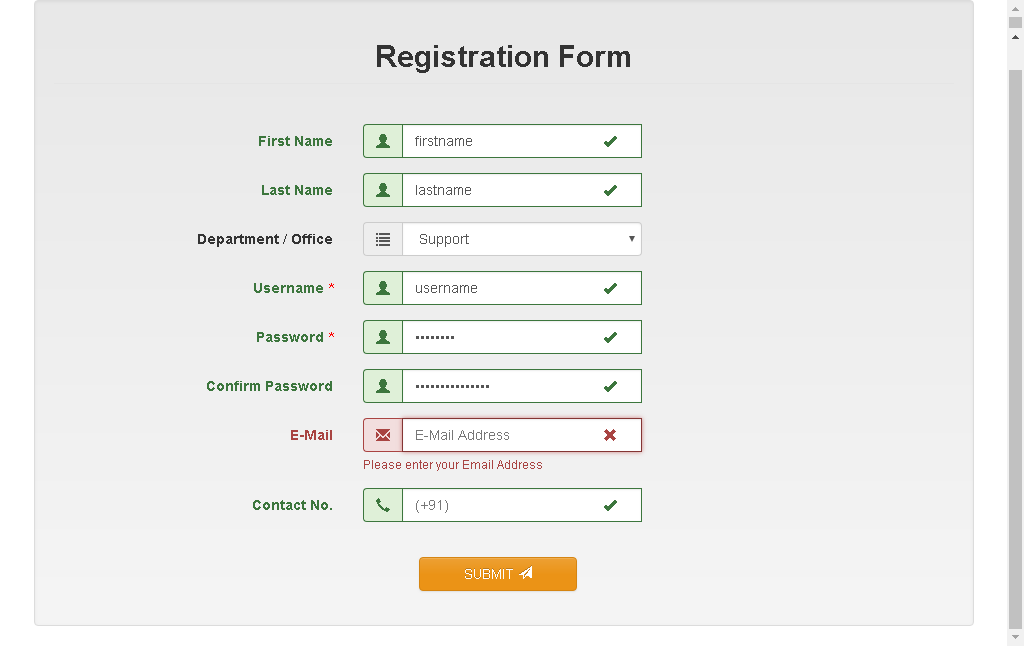 Registration Form
First Name firstname
Last Name lastname
Department / Office Support
Username * username
Password * ••••••••
Confirm Password •••••••••••••••
E-Mail E-Mail Address
Please enter your Email Address
Contact No. (+91)
SUBMIT